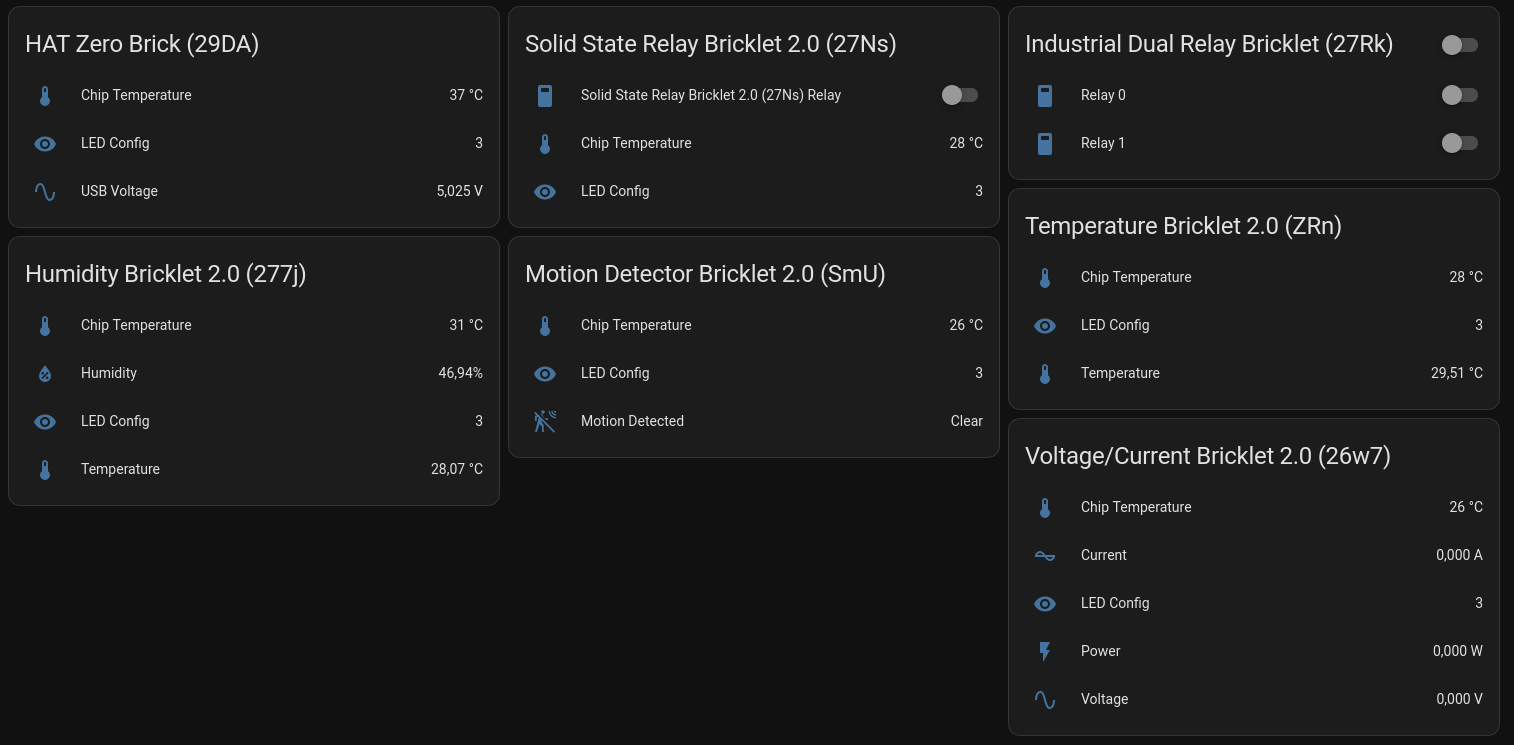 HAT Zero Brick (29DA)
Chip Temperature 37 °C
LED Config 3
USB Voltage 5,025 V
Humidity Bricklet 2.0 (277j)
Chip Temperature 31 °C
Humidity 46,94%
LED Config 3
Temperature 28,07 °C
Solid State Relay Bricklet 2.0 (27Ns)
Solid State Relay Bricklet 2.0 (27Ns) Relay
Chip Temperature 28 °C
LED Config 3
Motion Detector Bricklet 2.0 (SmU)
Chip Temperature 26 °C
LED Config 3
Motion Detected Clear
Industrial Dual Relay Bricklet (27Rk)
Relay 0
Relay 1
Temperature Bricklet 2.0 (ZRn)
Chip Temperature 28 °C
LED Config 3
Temperature 29,51 °C
Voltage/Current Bricklet 2.0 (26w7)
Chip Temperature 26 °C
Current 0,000 A
LED Config 3
Power 0,000 W
Voltage 0,000 V